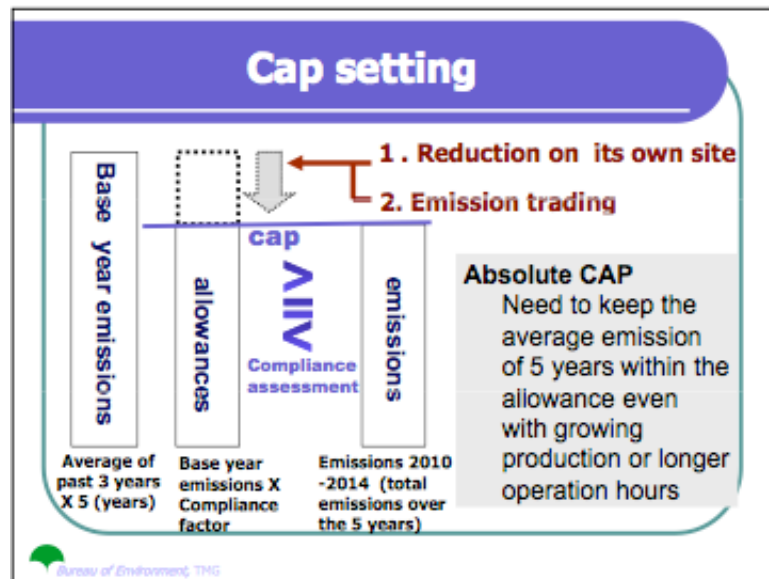 Cap setting
1 . Reduction on its own site
2. Emission trading
Base year emissions
allowances
cap
Compliance
assessment
emissions
Absolute CAP
Need to keep the
average emission
of 5 years within the
allowance even
with growing
production or longer
operation hours
Average of
past 3 years
X 5 (years)
Base year
emissions X
Compliance
factor
Emissions 2010
-2014 (total
emissions over
the 5 years)
Bureau of Environment, TMG